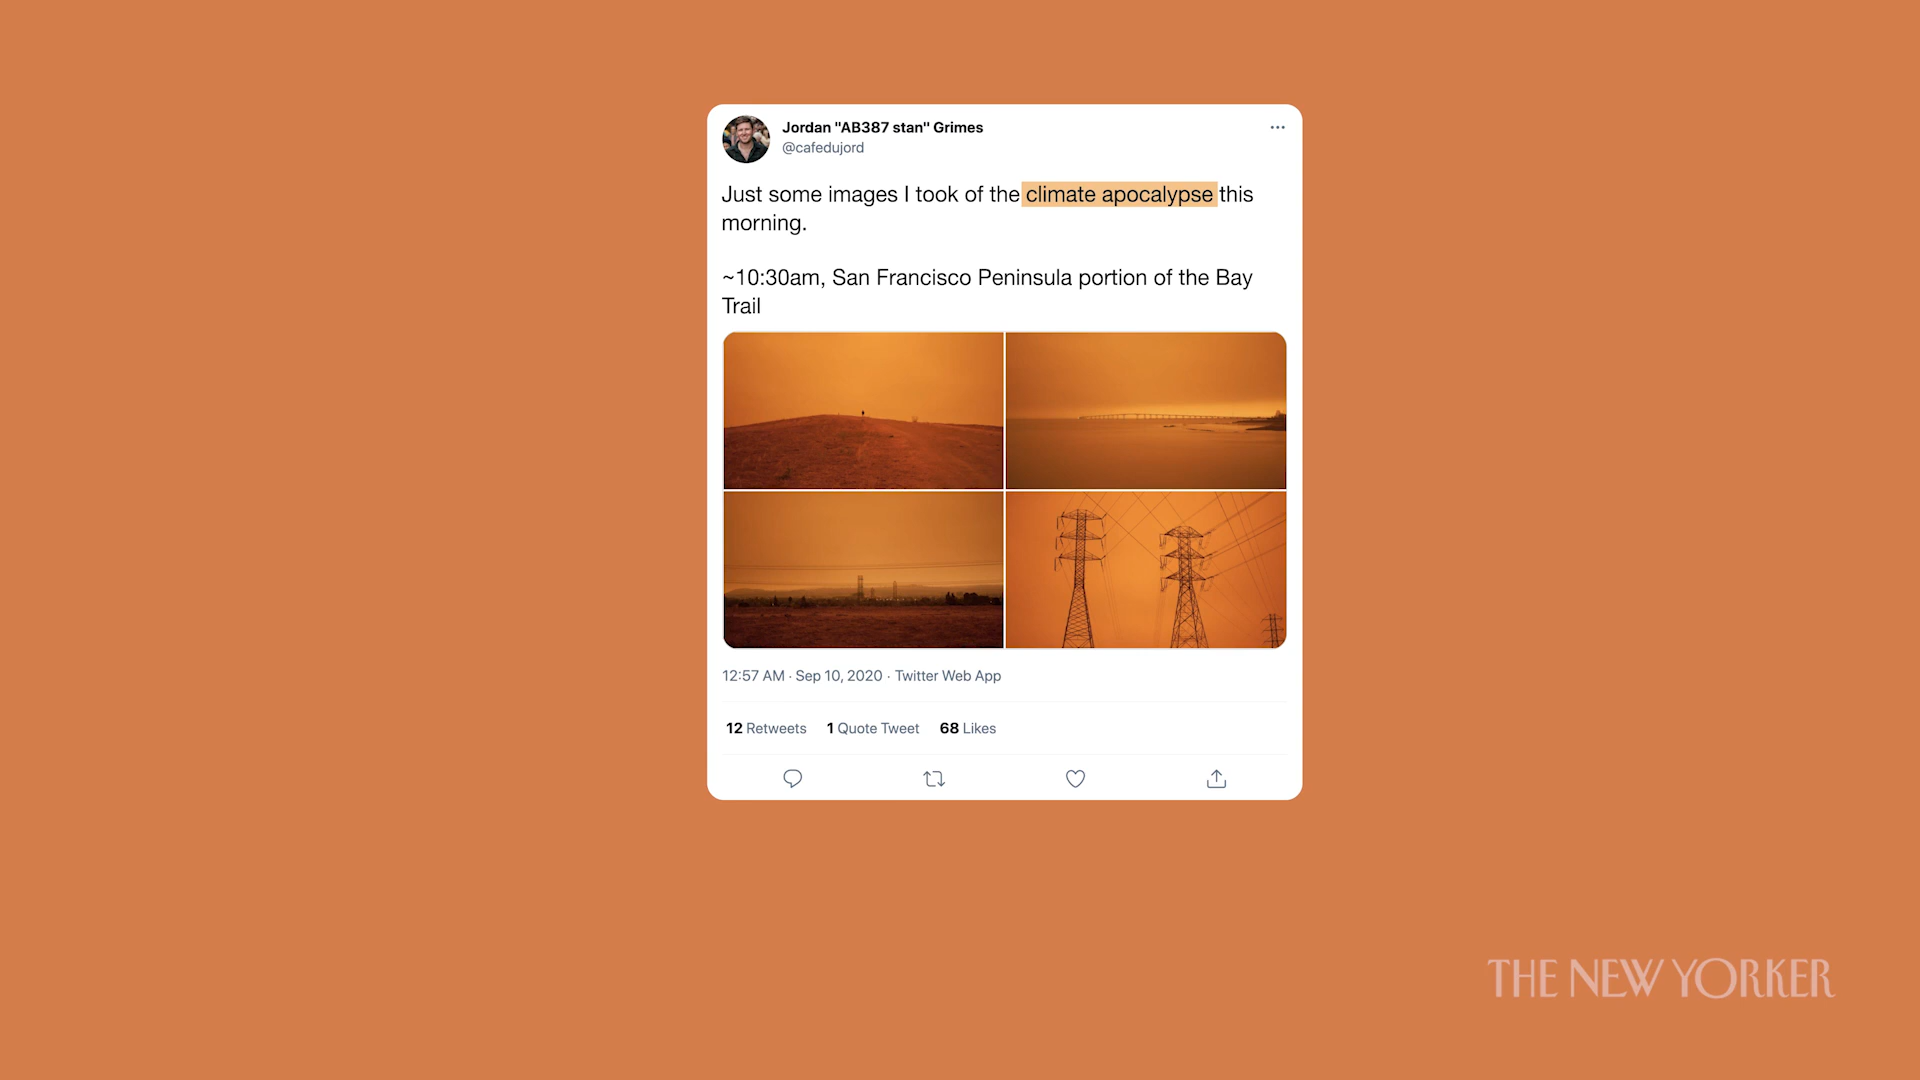 Jordan "AB387 stan" Grimes
@cafedujord
Just some images I took of the climate apocalypse this
morning.
~10:30am, San Francisco Peninsula portion of the Bay
Trail
12:57 AM · Sep 10, 2020 · Twitter Web App
12 Retweets 1 Quote Tweet 68 Likes
THE NEW YORKER